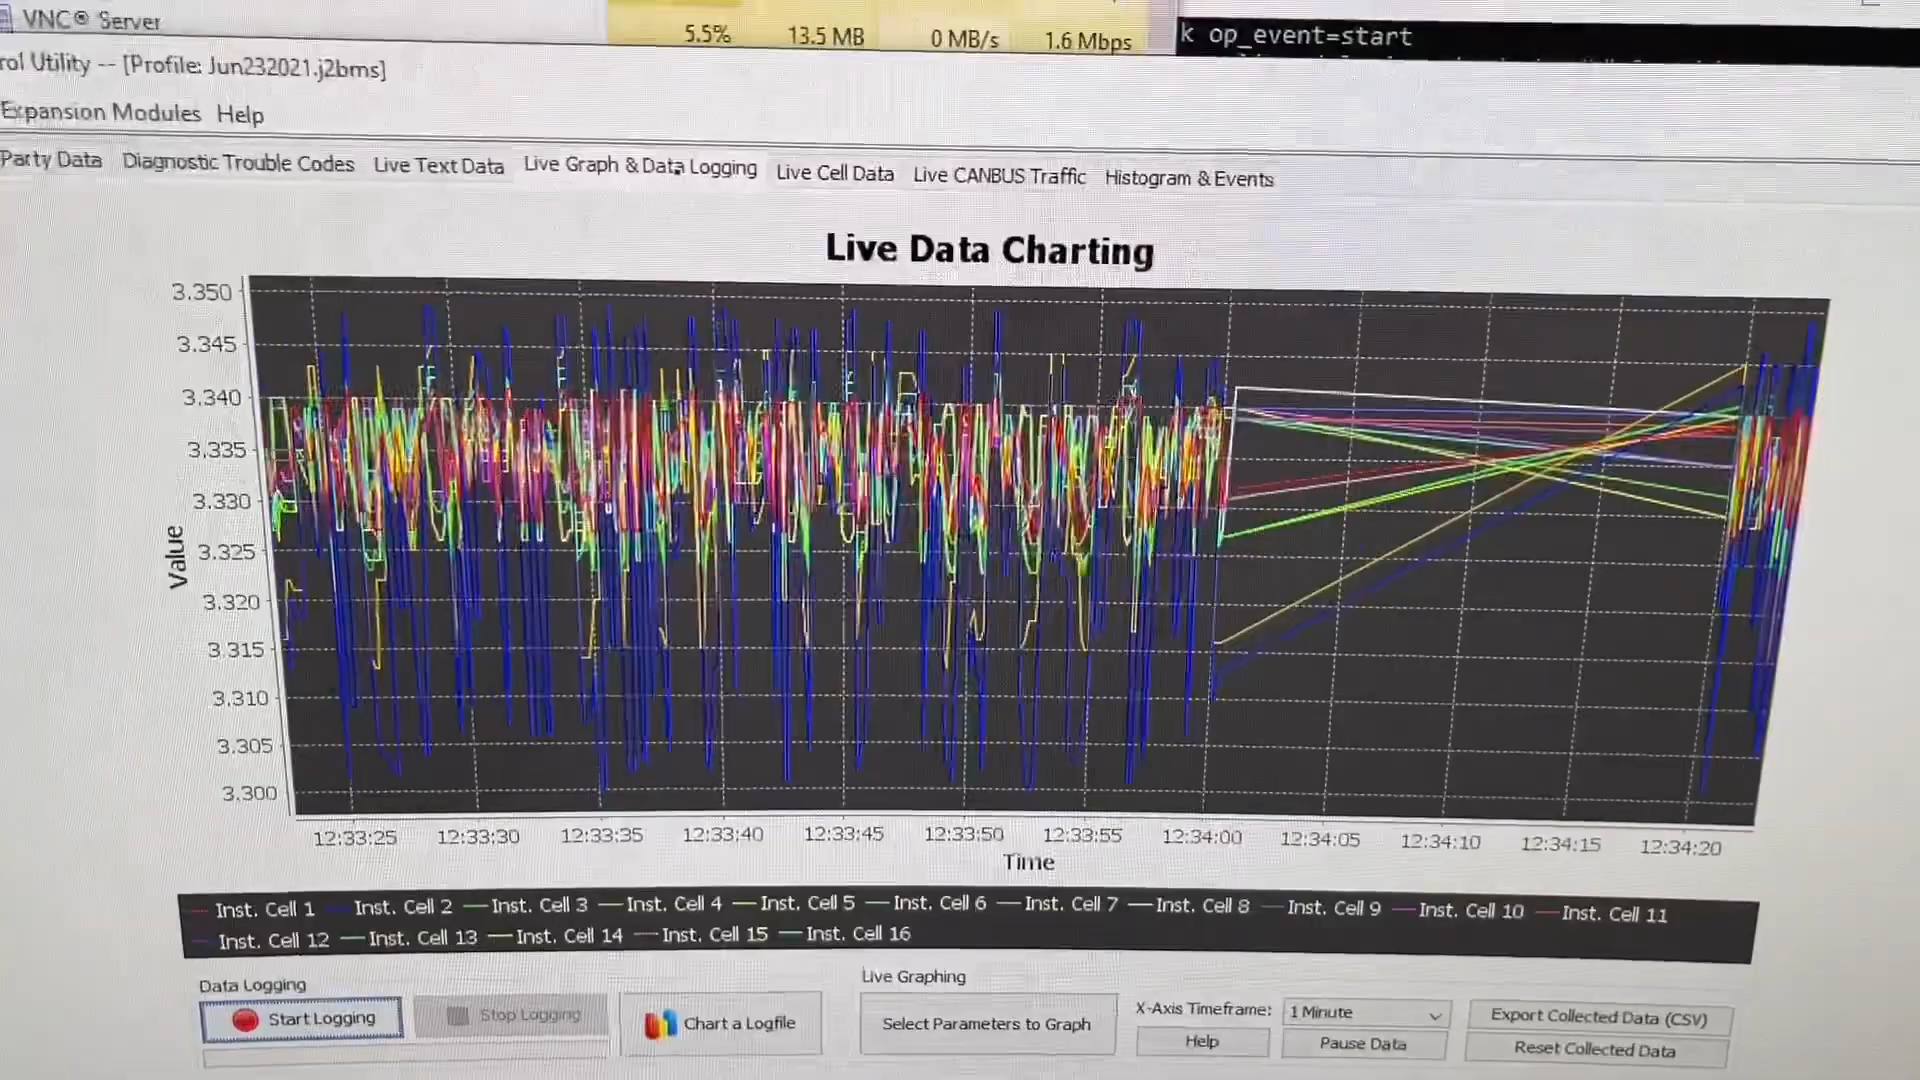 VNC® Server
5.5% 13.5 MB 0 MB/s 1.6 Mbps
k op_event=start
rol Utility -- [Profile: Jun232021.j2bms]
Expansion Modules Help
Party Data Diagnostic Trouble Codes Live Text Data Live Graph & Data Logging Live Cell Data Live CANBUS Traffic Histogram & Events
Live Data Charting
3.350
3.345
3.340
3.335
3.330
3.325
3.320
3.315
3.310
3.305
3.300
Value
12:33:25 12:33:30 12:33:35 12:33:40 12:33:45 12:33:50 12:33:55 12:34:00 12:34:05 12:34:10 12:34:15 12:34:20
Time
Inst. Cell 1 Inst. Cell 2 Inst. Cell 3 Inst. Cell 4 Inst. Cell 5 Inst. Cell 6 Inst. Cell 7 Inst. Cell 8 Inst. Cell 9 Inst. Cell 10 Inst. Cell 11
Inst. Cell 12 Inst. Cell 13 Inst. Cell 14 Inst. Cell 15 Inst. Cell 16
Data Logging
Start Logging Stop Logging Chart a Logfile
Live Graphing
Select Parameters to Graph
X-Axis Timeframe: 1 Minute
Help Pause Data
Export Collected Data (CSV)
Reset Collected Data